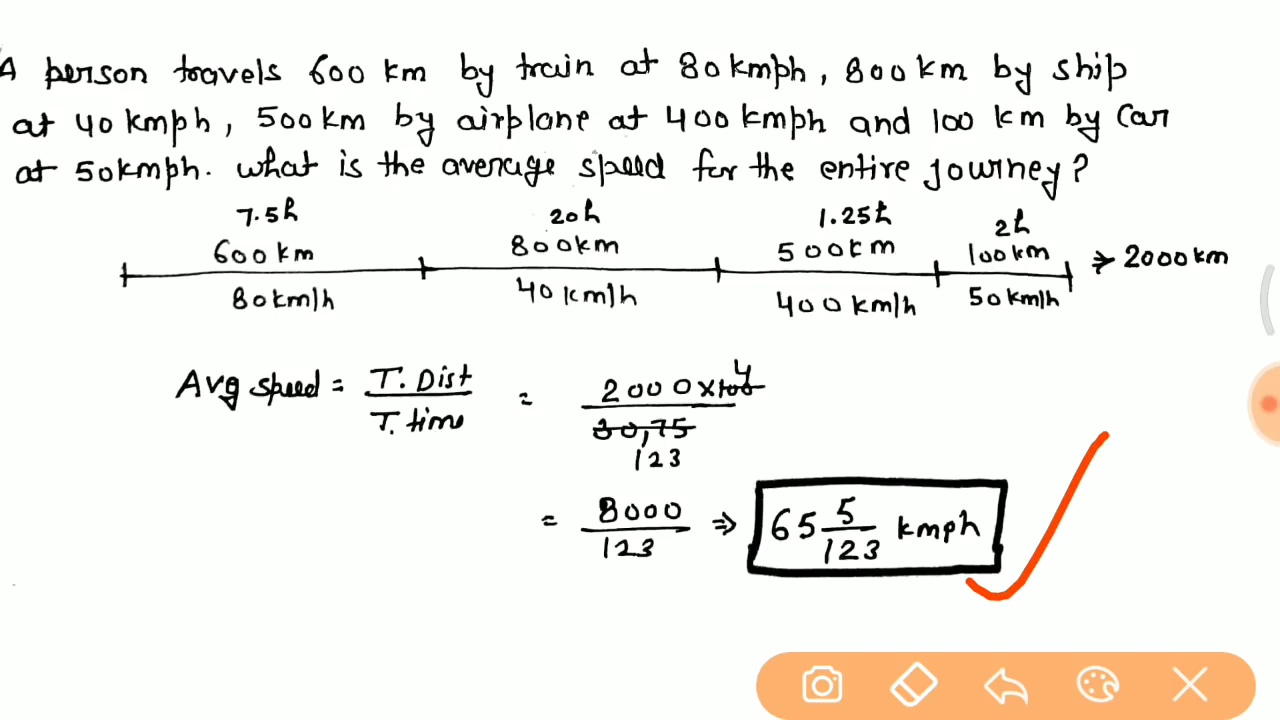 A person travels 600 km by train at 80 kmph, 800 km by ship
at 40 kmph, 500 km by airplane at 400 kmph and 100 km by Car
at 50 kmph. what is the average speed for the entire journey?
7.5h 20h 1.25h 2h
600 km 800 km 500 km 100 km → 2000 km
80 km/h 40 km/h 400 km/h 50 km/h
Avg speed = T. Dist / T. time = 2000 × 100 4 / 30,75 123
= 8000 / 123 ⇒ 65 5/123 kmph